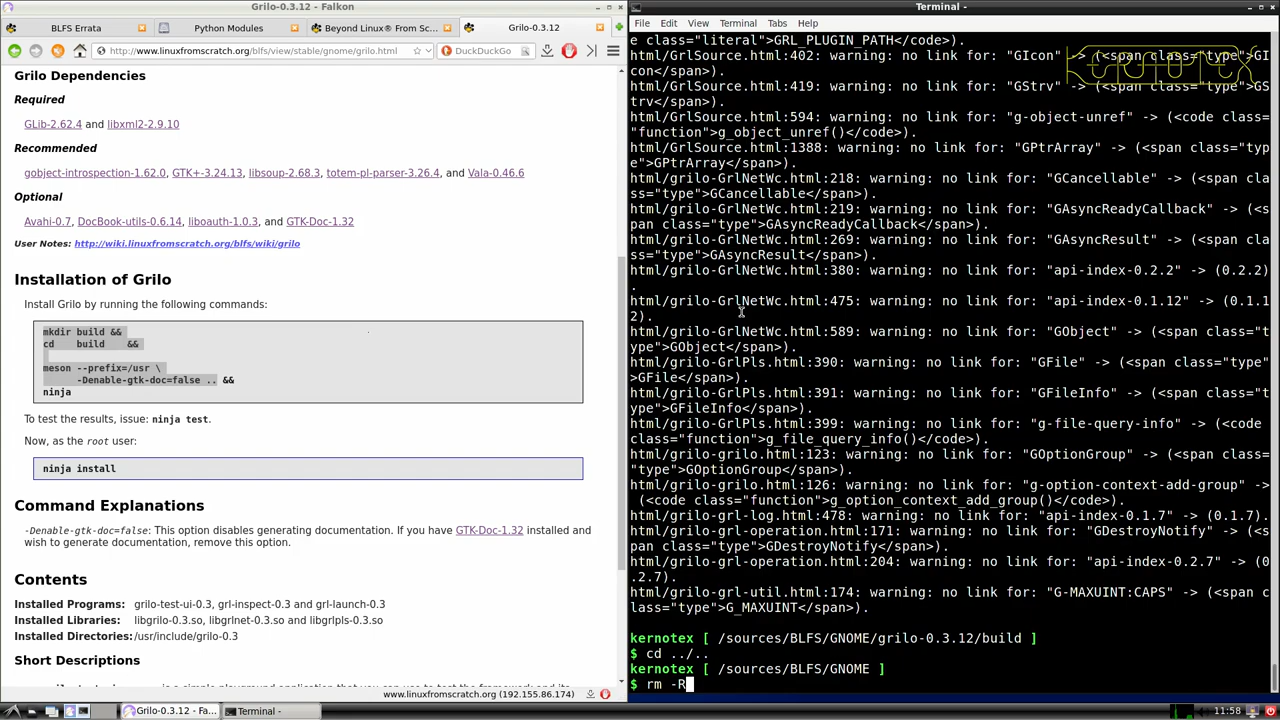 Grilo-0.3.12 - Falkon
BLFS Errata
Python Modules
Beyond Linux® From Sc...
Grilo-0.3.12
http://www.linuxfromscratch.org/blfs/view/stable/gnome/grilo.html
DuckDuckGo
Grilo Dependencies
Required
GLib-2.62.4 and libxml2-2.9.10
Recommended
gobject-introspection-1.62.0, GTK+-3.24.13, libsoup-2.68.3, totem-pl-parser-3.26.4, and Vala-0.46.6
Optional
Avahi-0.7, DocBook-utils-0.6.14, liboauth-1.0.3, and GTK-Doc-1.32
User Notes: http://wiki.linuxfromscratch.org/blfs/wiki/grilo
Installation of Grilo
Install Grilo by running the following commands:
mkdir build &&
cd    build    &&
meson --prefix=/usr \
-Denable-gtk-doc=false .. &&
ninja
To test the results, issue: ninja test.
Now, as the root user:
ninja install
Command Explanations
-Denable-gtk-doc=false: This option disables generating documentation. If you have GTK-Doc-1.32 installed and
wish to generate documentation, remove this option.
Contents
Installed Programs: grilo-test-ui-0.3, grl-inspect-0.3 and grl-launch-0.3
Installed Libraries: libgrilo-0.3.so, libgrlnet-0.3.so and libgrlpls-0.3.so
Installed Directories: /usr/include/grilo-0.3
Short Descriptions
www.linuxfromscratch.org (192.155.86.174)
Terminal -
File Edit View Terminal Tabs Help
e class="literal">GRL_PLUGIN_PATH</code>).
html/GrlSource.html:402: warning: no link for: "GIcon" -> (<span class="type">GI
con</span>).
html/GrlSource.html:419: warning: no link for: "GStrv" -> (<span class="type">GS
trv</span>).
html/GrlSource.html:594: warning: no link for: "g-object-unref" -> (<code class=
"function">g_object_unref()</code>).
html/GrlSource.html:1388: warning: no link for: "GPtrArray" -> (<span class="typ
e">GPtrArray</span>).
html/grilo-GrlNetWc.html:218: warning: no link for: "GCancellable" -> (<span cla
ss="type">GCancellable</span>).
html/grilo-GrlNetWc.html:219: warning: no link for: "GAsyncReadyCallback" -> (<s
pan class="type">GAsyncReadyCallback</span>).
html/grilo-GrlNetWc.html:269: warning: no link for: "GAsyncResult" -> (<span cla
ss="type">GAsyncResult</span>).
html/grilo-GrlNetWc.html:380: warning: no link for: "api-index-0.2.2" -> (0.2.2)
.
html/grilo-GrlNetWc.html:475: warning: no link for: "api-index-0.1.12" -> (0.1.1
2).
html/grilo-GrlNetWc.html:589: warning: no link for: "GObject" -> (<span class="t
ype">GObject</span>).
html/grilo-GrlPls.html:390: warning: no link for: "GFile" -> (<span class="type"
>GFile</span>).
html/grilo-GrlPls.html:391: warning: no link for: "GFileInfo" -> (<span class="t
ype">GFileInfo</span>).
html/grilo-GrlPls.html:399: warning: no link for: "g-file-query-info" -> (<code
class="function">g_file_query_info()</code>).
html/grilo-grilo.html:123: warning: no link for: "GOptionGroup" -> (<span class=
"type">GOptionGroup</span>).
html/grilo-grilo.html:126: warning: no link for: "g-option-context-add-group" ->
(<code class="function">g_option_context_add_group()</code>).
html/grilo-grl-log.html:478: warning: no link for: "api-index-0.1.7" -> (0.1.7).
html/grilo-grl-operation.html:171: warning: no link for: "GDestroyNotify" -> (<s
pan class="type">GDestroyNotify</span>).
html/grilo-grl-operation.html:204: warning: no link for: "api-index-0.2.7" -> (0
.2.7).
html/grilo-grl-util.html:174: warning: no link for: "G-MAXUINT:CAPS" -> (<span c
lass="type">G_MAXUINT</span>).
kernotex [ /sources/BLFS/GNOME/grilo-0.3.12/build ]
$ cd ../..
kernotex [ /sources/BLFS/GNOME ]
$ rm -R
Grilo-0.3.12 - Fa...
Terminal -
11:58